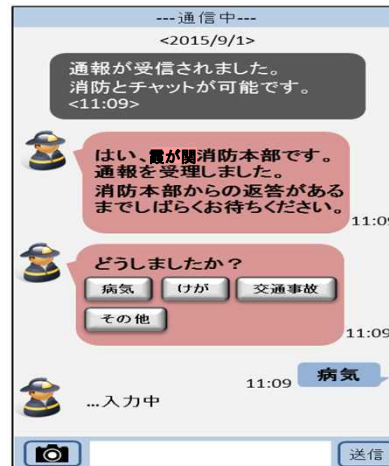 ---通信中---
<2015/9/1>
通報が受信されました。
消防とチャットが可能です。
<11:09>
はい、霞が関消防本部です。
通報を受理しました。
消防本部からの返答がある
までしばらくお待ちください。
11:09
どうしましたか？
病気 けが 交通事故
その他
11:09
11:09 病気
...入力中
送信